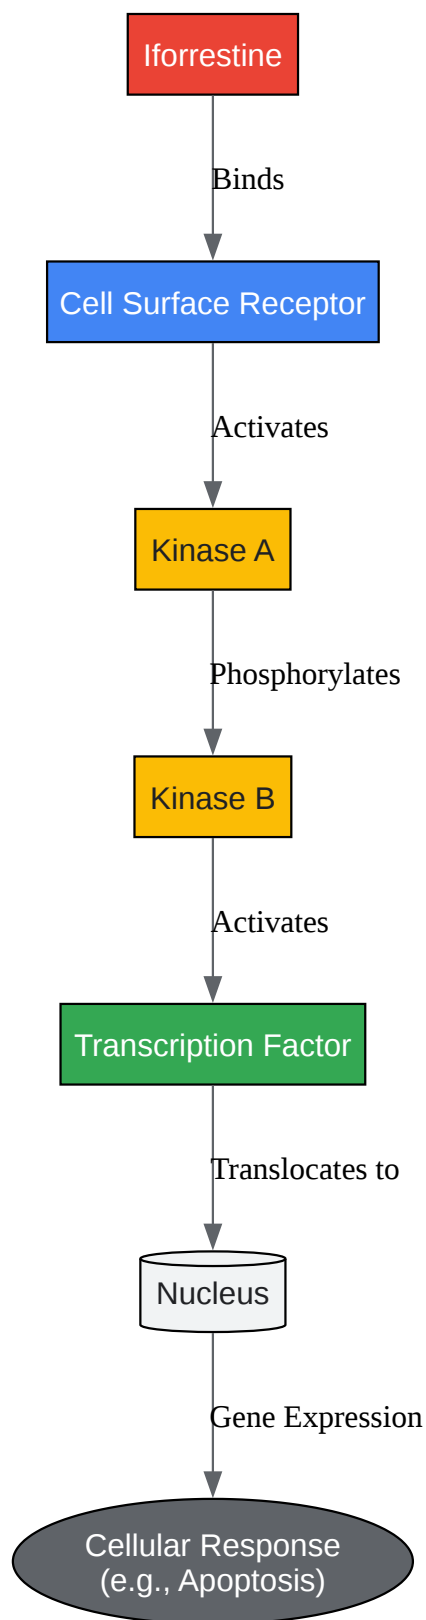 Iforrestine
Binds
Cell Surface Receptor
Activates
Kinase A
Phosphorylates
Kinase B
Activates
Transcription Factor
Translocates to
Nucleus
Gene Expression
Cellular Response
(e.g., Apoptosis)